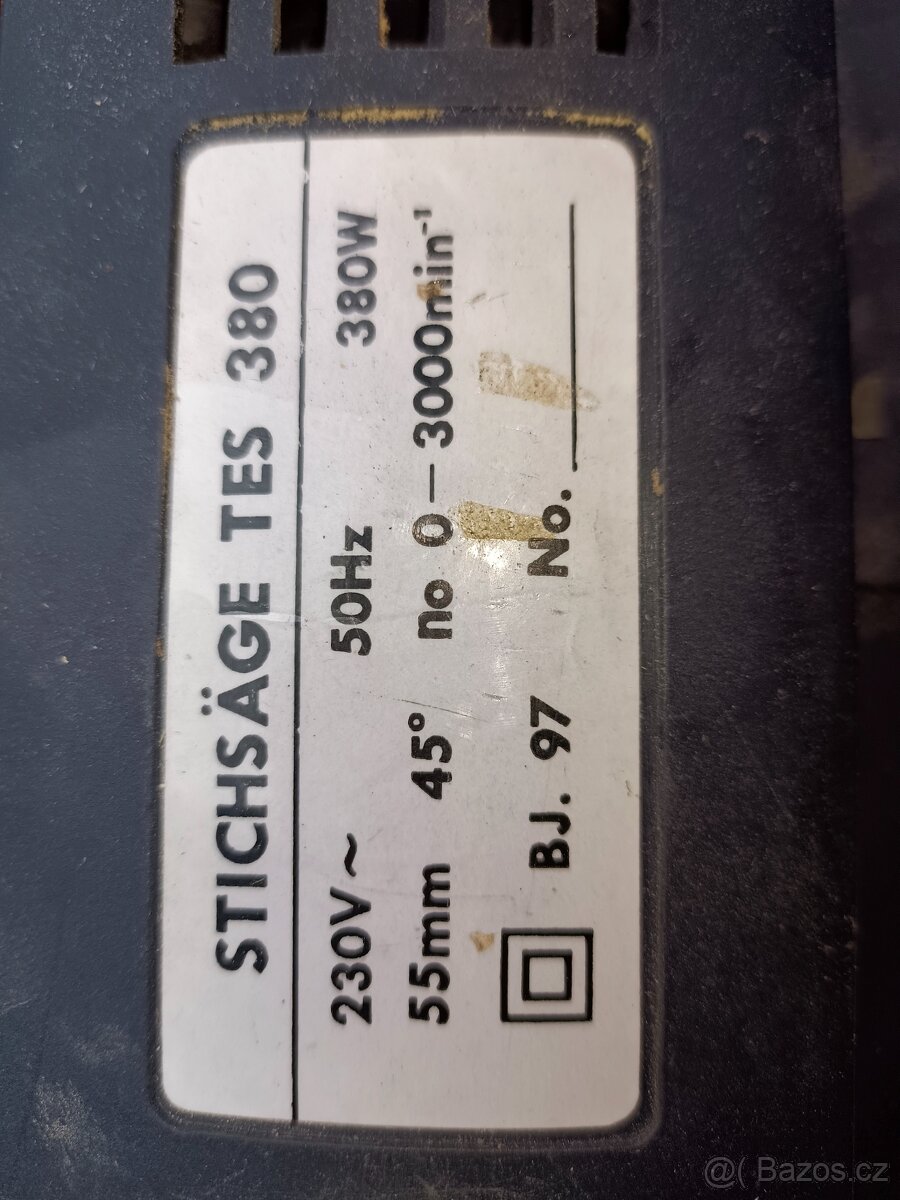 STICHSÄGE TES 380
230V~ 50Hz 380W
55mm 45° no 0–3000min⁻¹
BJ. 97 No.
@( Bazos.cz